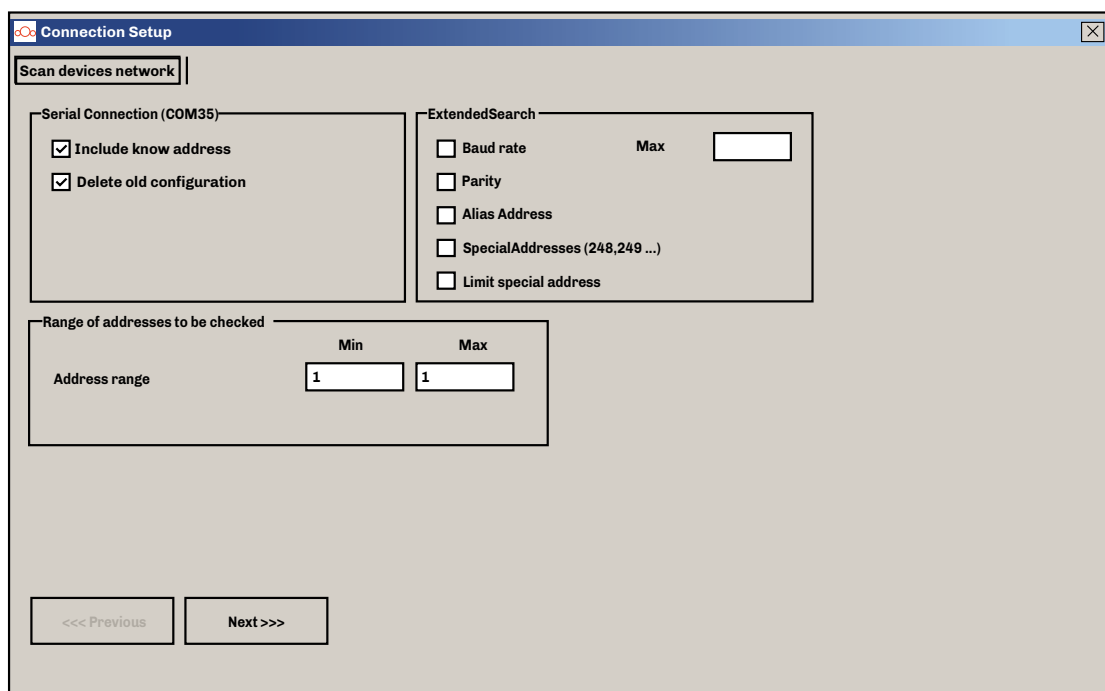 Connection Setup
Scan devices network
Serial Connection (COM35)
Include know address
Delete old configuration
ExtendedSearch
Baud rate Max
Parity
Alias Address
SpecialAddresses (248,249 ...)
Limit special address
Range of addresses to be checked
Min Max
Address range 1 1
<<< Previous Next >>>